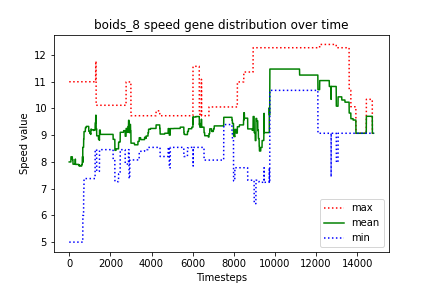 boids_8 speed gene distribution over time
Speed value
12
11
10
9
8
7
6
5
max
mean
min
0 2000 4000 6000 8000 10000 12000 14000
Timesteps